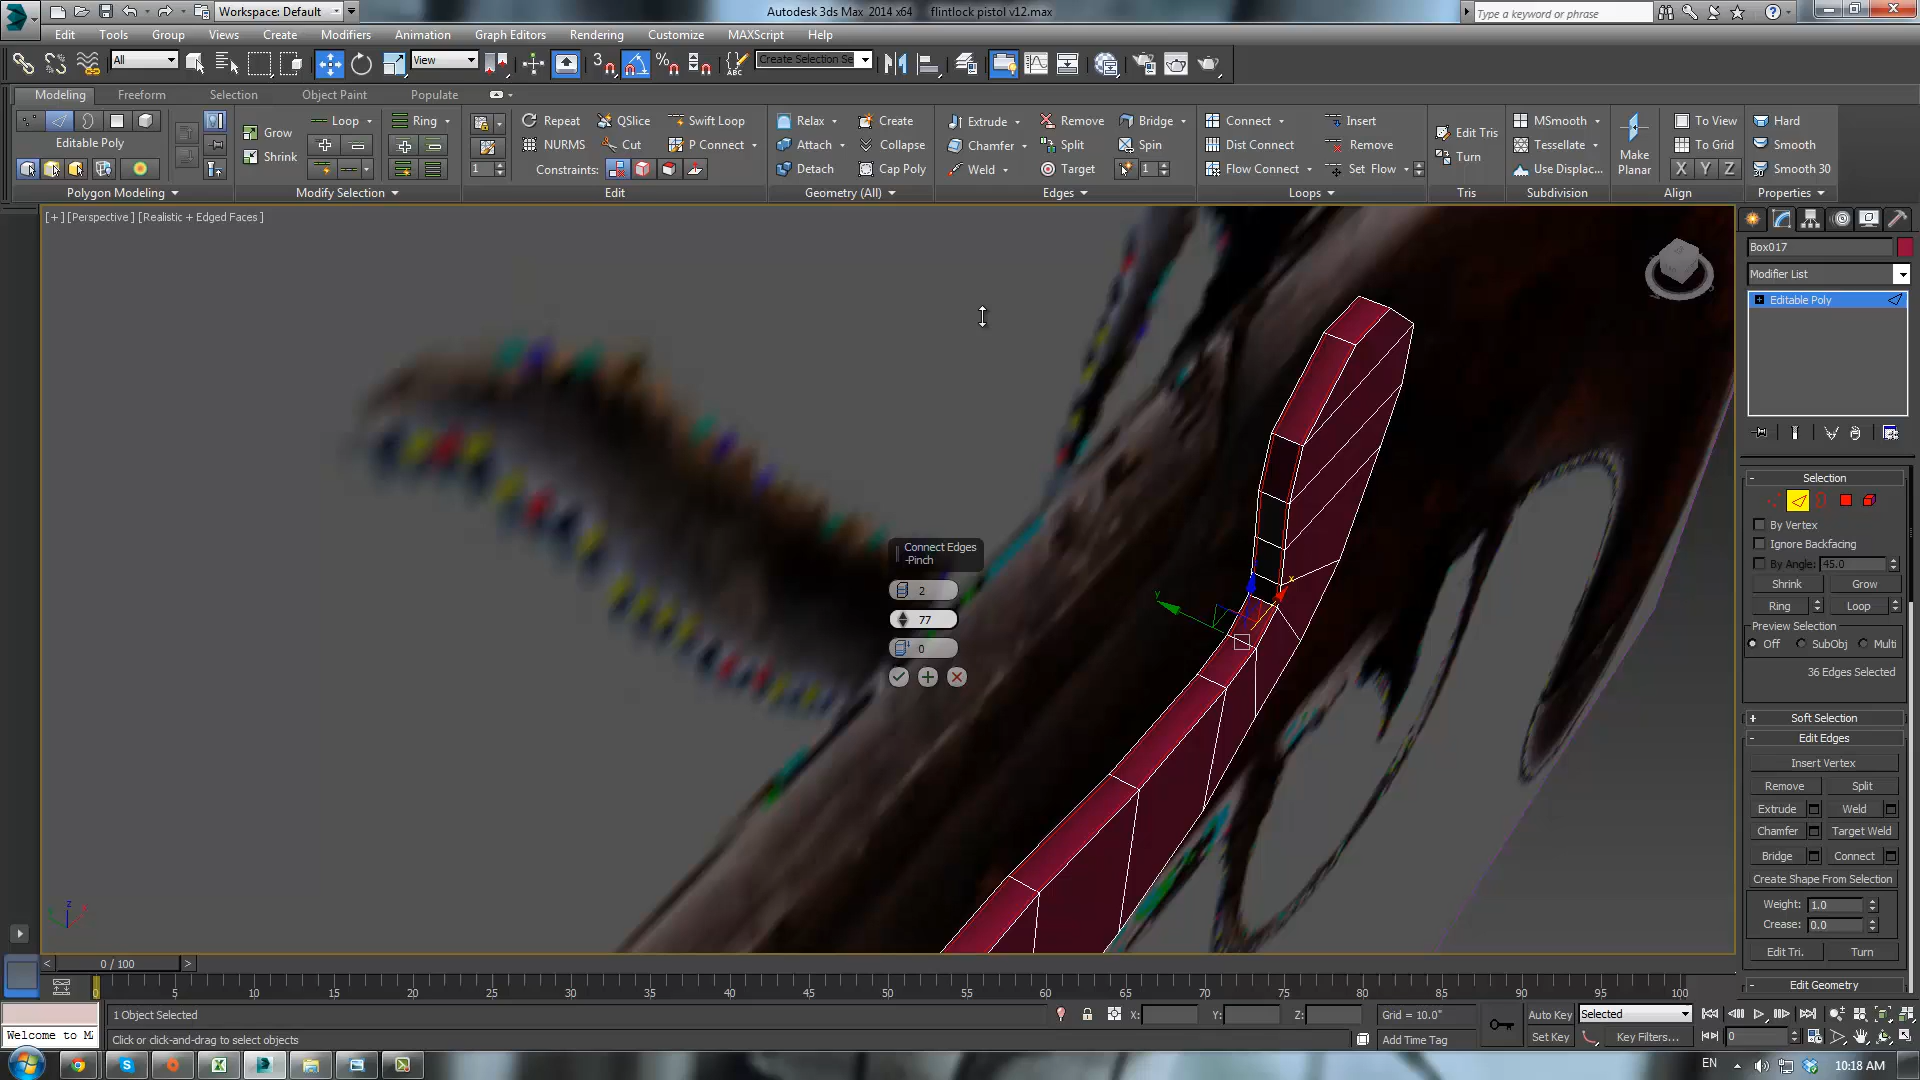 Workspace: Default
Autodesk 3ds Max 2014 x64 flintlock pistol v12.max
Type a keyword or phrase
Edit Tools Group Views Create Modifiers Animation Graph Editors Rendering Customize MAXScript Help
All View Create Selection Se
Modeling Freeform Selection Object Paint Populate
Grow Loop Ring Repeat QSlice Swift Loop Relax Create Extrude Remove Bridge Connect Insert MSmooth To View Hard
Editable Poly Shrink NURMS Cut P Connect Attach Collapse Chamfer Split Spin Dist Connect Remove Edit Tris Turn Tessellate Make Planar To Grid Smooth
1 Constraints: Detach Cap Poly Weld Target 1 Flow Connect Set Flow Use Displac... X Y Z Smooth 30
Polygon Modeling Modify Selection Edit Geometry (All) Edges Loops Tris Subdivision Align Properties
[+] [Perspective ] [Realistic + Edged Faces ]
Box017
Modifier List
Editable Poly
Connect Edges
-Pinch
2
77
0
y
x
Selection
By Vertex
Ignore Backfacing
By Angle: 45.0
Shrink Grow
Ring Loop
Preview Selection
Off SubObj Multi
36 Edges Selected
Soft Selection
Edit Edges
Insert Vertex
Remove Split
Extrude Weld
Chamfer Target Weld
Bridge Connect
Create Shape From Selection
Weight: 1.0
Crease: 0.0
Edit Tri. Turn
Edit Geometry
z
0 / 100
0 5 10 15 20 25 30 35 40 45 50 55 60 65 70 75 80 85 90 95 100
1 Object Selected X: Y: Z: Grid = 10.0" Auto Key Selected
Welcome to M
Click or click-and-drag to select objects Add Time Tag Set Key Key Filters... 0
EN 10:18 AM